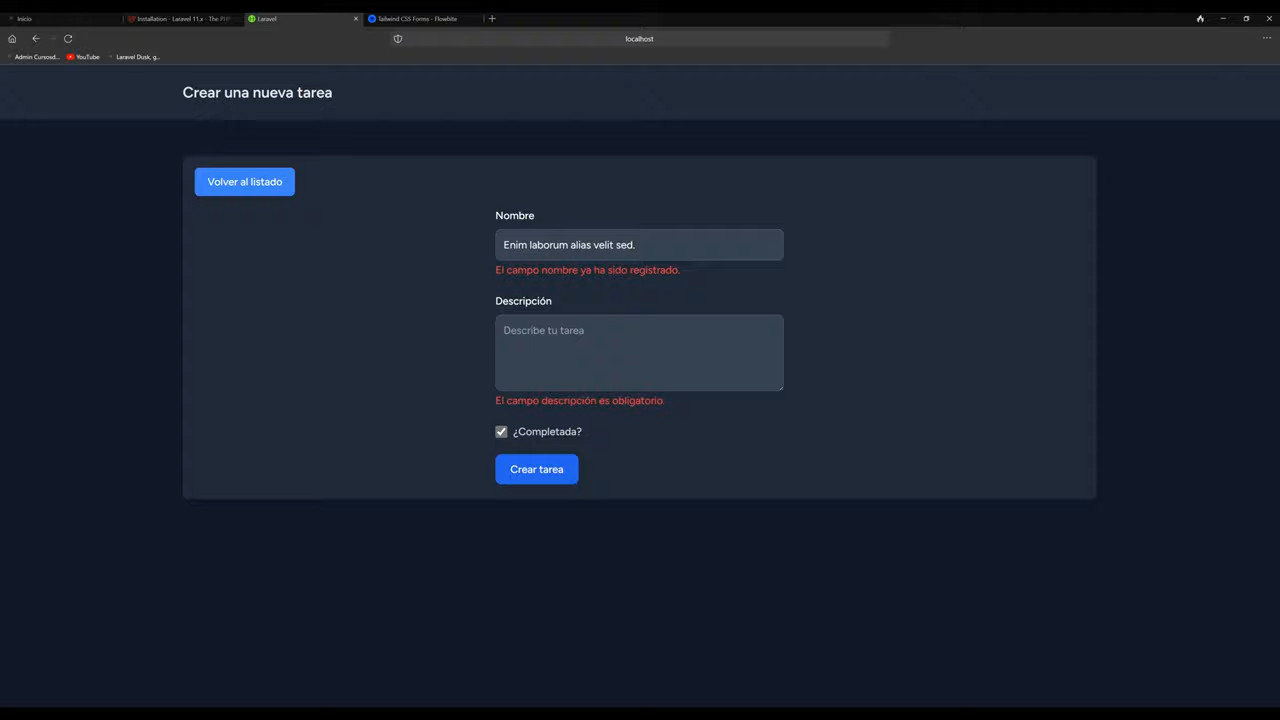 Inicio
Installation - Laravel 11.x - The PHP
Laravel
Tailwind CSS Forms - Flowbite
localhost
Admin Cursosd...
YouTube
Laravel Dusk, g...
Crear una nueva tarea
Volver al listado
Nombre
Enim laborum alias velit sed.
El campo nombre ya ha sido registrado.
Descripción
Describe tu tarea
El campo descripción es obligatorio.
¿Completada?
Crear tarea